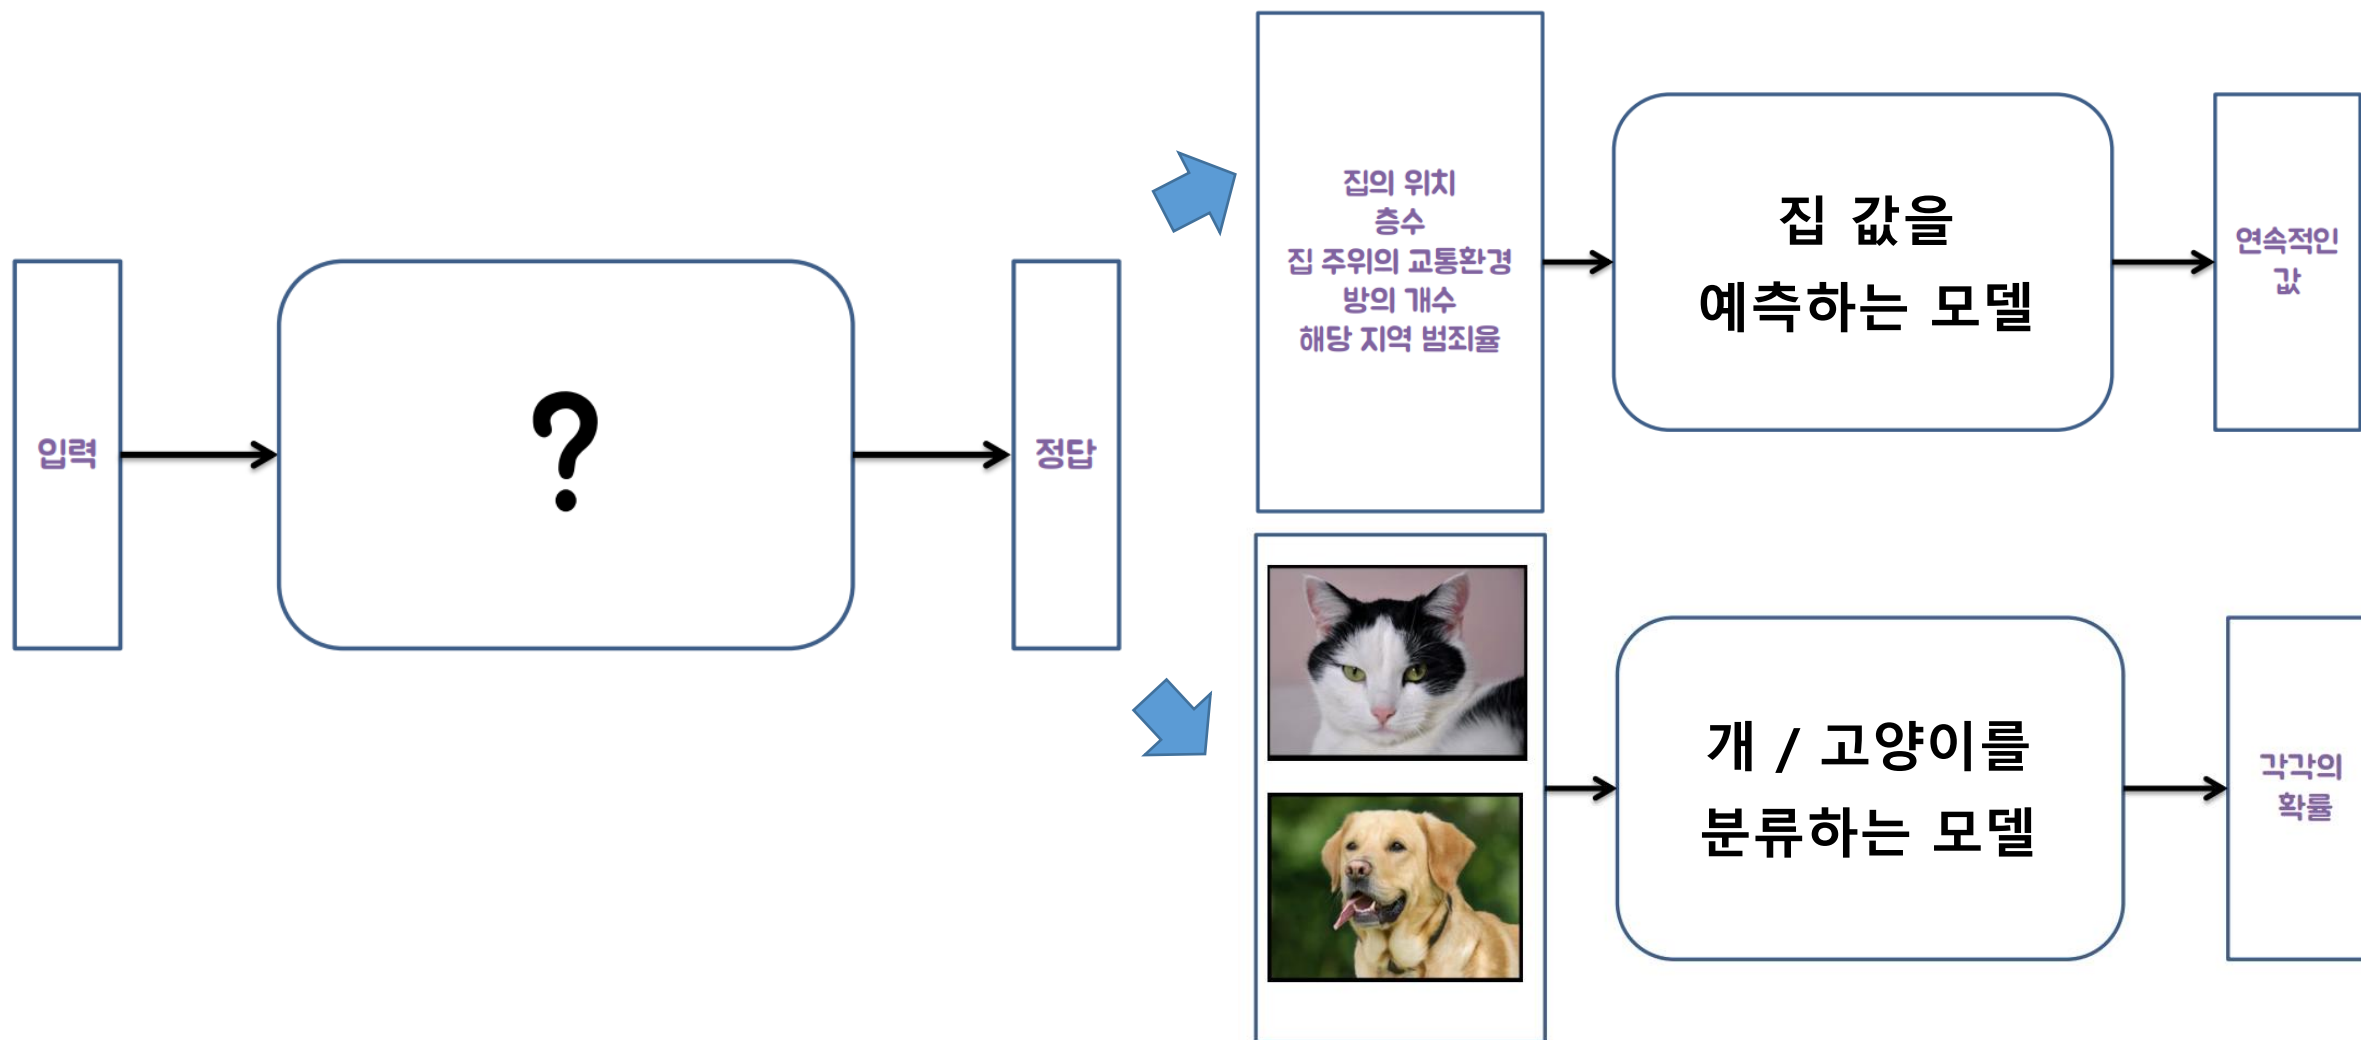 입력
?
정답
집의 위치
층수
집 주위의 교통환경
방의 개수
해당 지역 범죄율
집 값을
예측하는 모델
연속적인
값
개 / 고양이를
분류하는 모델
각각의
확률